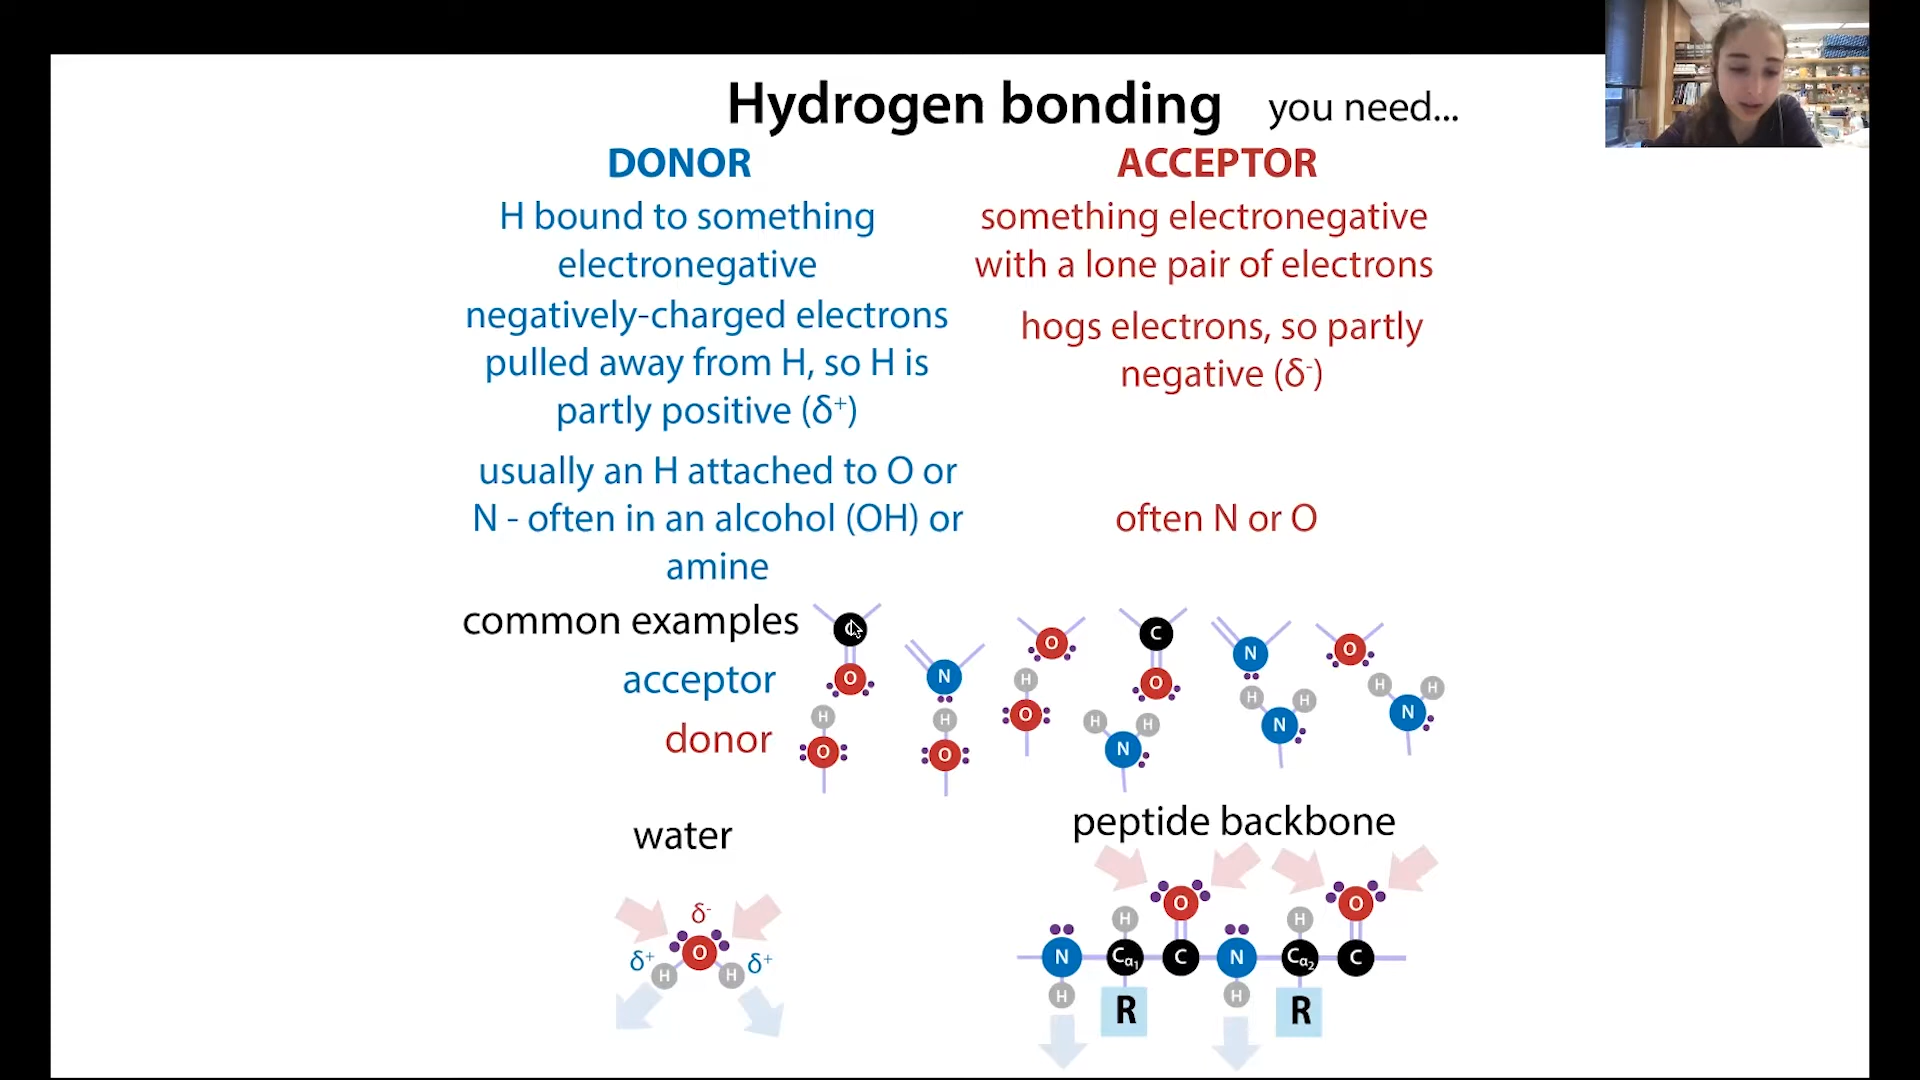 Hydrogen bonding you need...
DONOR
H bound to something
electronegative
negatively-charged electrons
pulled away from H, so H is
partly positive (δ⁺)
usually an H attached to O or
N - often in an alcohol (OH) or
amine
ACCEPTOR
something electronegative
with a lone pair of electrons
hogs electrons, so partly
negative (δ⁻)
often N or O
common examples
acceptor
donor
C O H O
N H O
O H O
C O H H N
N H H N
O H H N
water
δ⁻
O
δ⁺ H H δ⁺
peptide backbone
O O
H H
N Cα₁ C N Cα₂ C
H H
R R